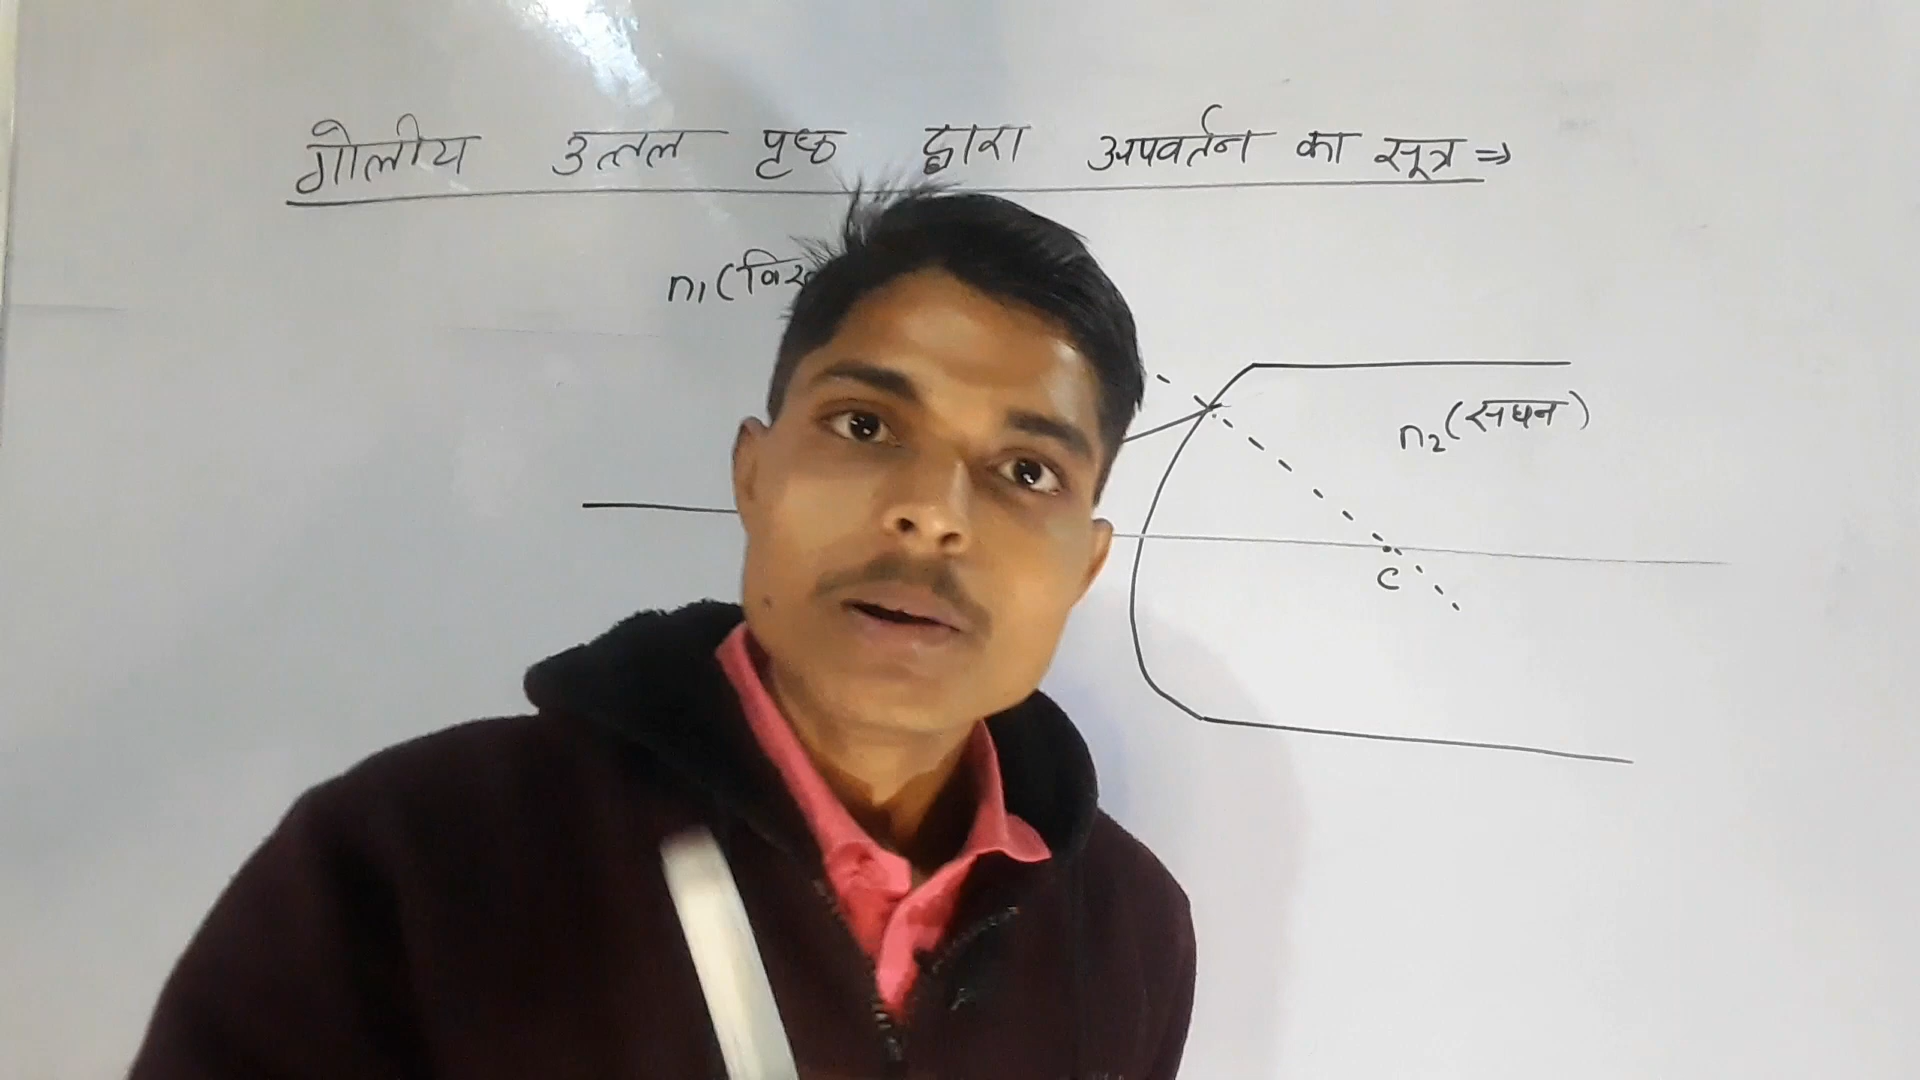 गोलीय उत्तल पृष्ठ द्वारा अपवर्तन का सूत्र ⇒
n₁(
n₂(सघन)
C